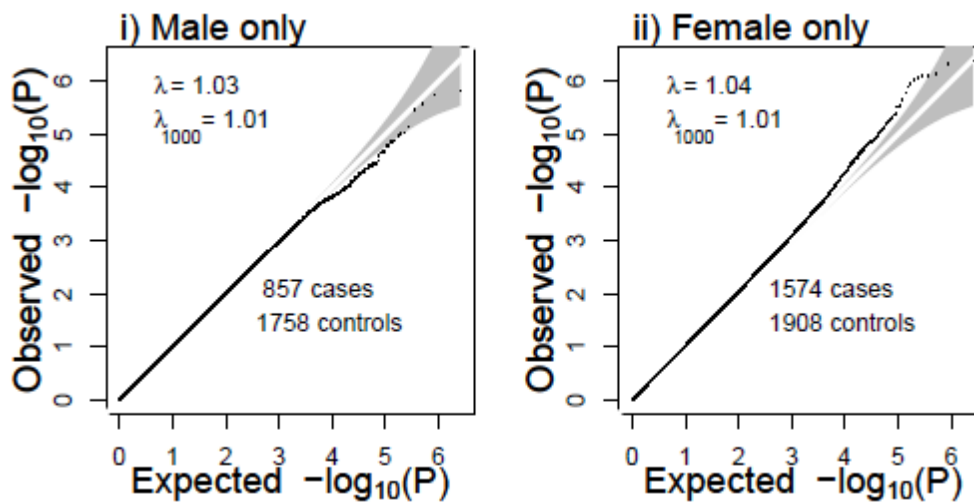 i) Male only
λ = 1.03
λ1000 = 1.01
857 cases
1758 controls
Observed −log10(P)
0 1 2 3 4 5 6
0 1 2 3 4 5 6
Expected −log10(P)
ii) Female only
λ = 1.04
λ1000 = 1.01
1574 cases
1908 controls
Observed −log10(P)
0 1 2 3 4 5 6
0 1 2 3 4 5 6
Expected −log10(P)